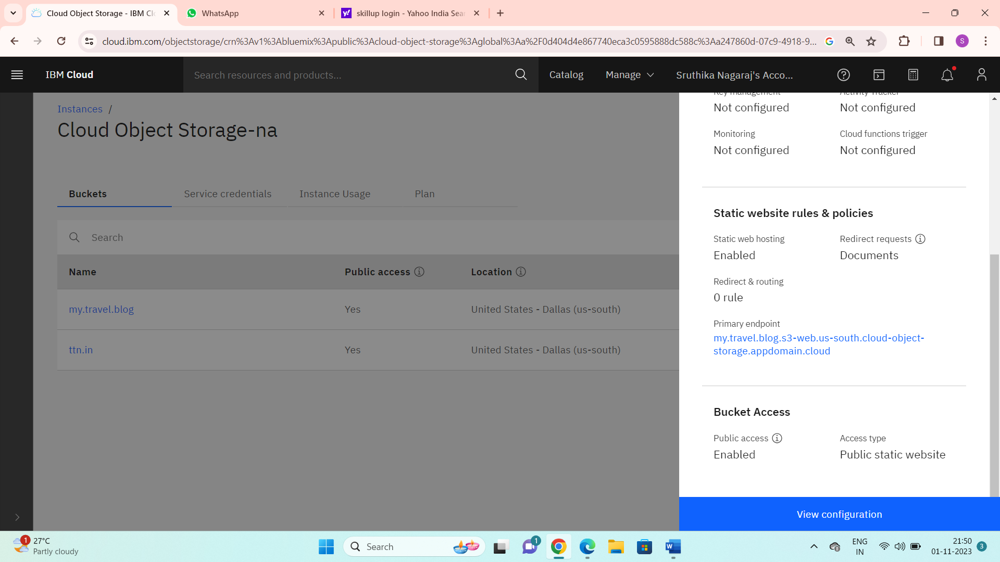 Cloud Object Storage - IBM Cl
WhatsApp
skillup login - Yahoo India Sear
cloud.ibm.com/objectstorage/crn%3Av1%3Abluemix%3Apublic%3Acloud-object-storage%3Aglobal%3Aa%2F0d404d4e867740eca3c0595888dc588c%3Aa247860d-07c9-4918-9...
S
IBM Cloud
Search resources and products...
Catalog
Manage
Sruthika Nagaraj's Acco...
Instances /
Cloud Object Storage-na
Buckets
Service credentials
Instance Usage
Plan
Search
Name
Public access
Location
my.travel.blog
Yes
United States - Dallas (us-south)
ttn.in
Yes
United States - Dallas (us-south)
Key management
Activity Tracker
Not configured
Not configured
Monitoring
Cloud functions trigger
Not configured
Not configured
Static website rules & policies
Static web hosting
Redirect requests
Enabled
Documents
Redirect & routing
0 rule
Primary endpoint
my.travel.blog.s3-web.us-south.cloud-object-
storage.appdomain.cloud
Bucket Access
Public access
Access type
Enabled
Public static website
View configuration
1
27°C
Partly cloudy
Search
1
ENG
IN
21:50
01-11-2023
3